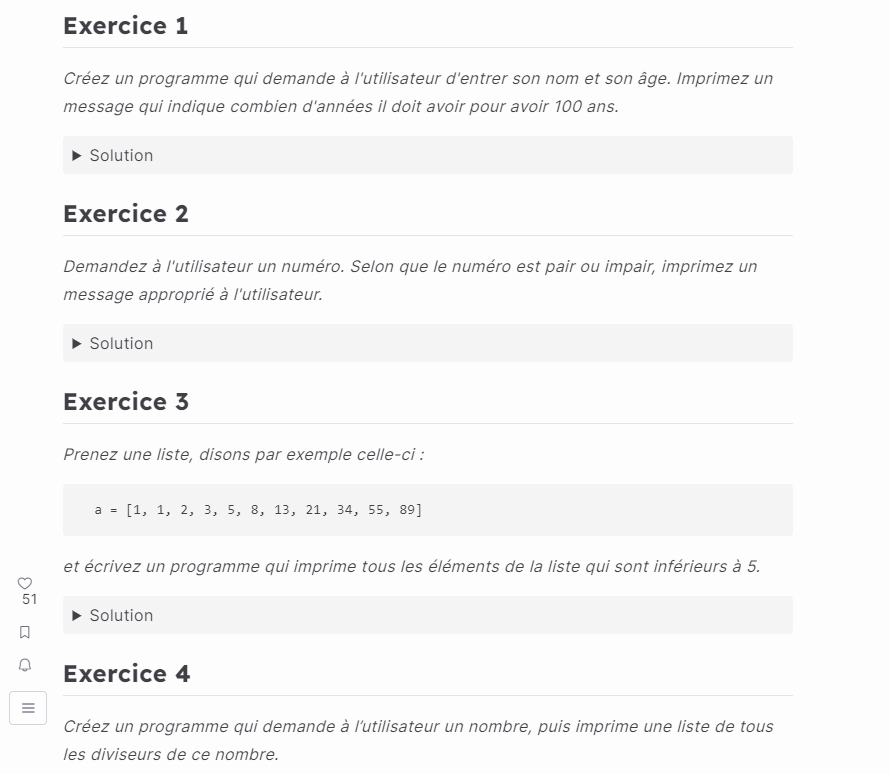 Exercice 1
Créez un programme qui demande à l'utilisateur d'entrer son nom et son âge. Imprimez un
message qui indique combien d'années il doit avoir pour avoir 100 ans.
Solution
Exercice 2
Demandez à l'utilisateur un numéro. Selon que le numéro est pair ou impair, imprimez un
message approprié à l'utilisateur.
Solution
Exercice 3
Prenez une liste, disons par exemple celle-ci :
a = [1, 1, 2, 3, 5, 8, 13, 21, 34, 55, 89]
et écrivez un programme qui imprime tous les éléments de la liste qui sont inférieurs à 5.
51
Solution
Exercice 4
Créez un programme qui demande à l'utilisateur un nombre, puis imprime une liste de tous
les diviseurs de ce nombre.